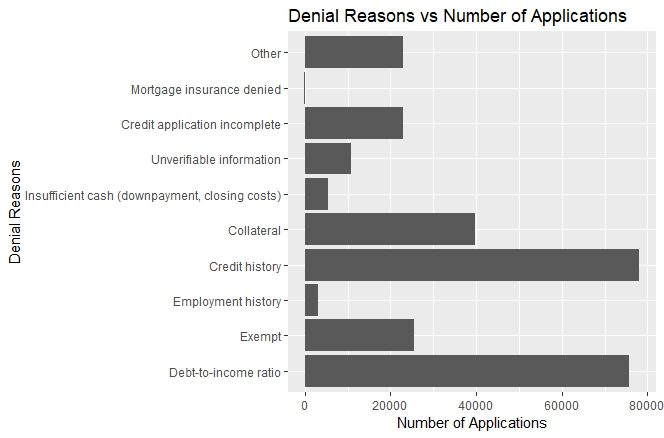 Denial Reasons vs Number of Applications
Other
Mortgage insurance denied
Credit application incomplete
Unverifiable information
Insufficient cash (downpayment, closing costs)
Collateral
Credit history
Employment history
Exempt
Debt-to-income ratio
Denial Reasons
0 20000 40000 60000 80000
Number of Applications